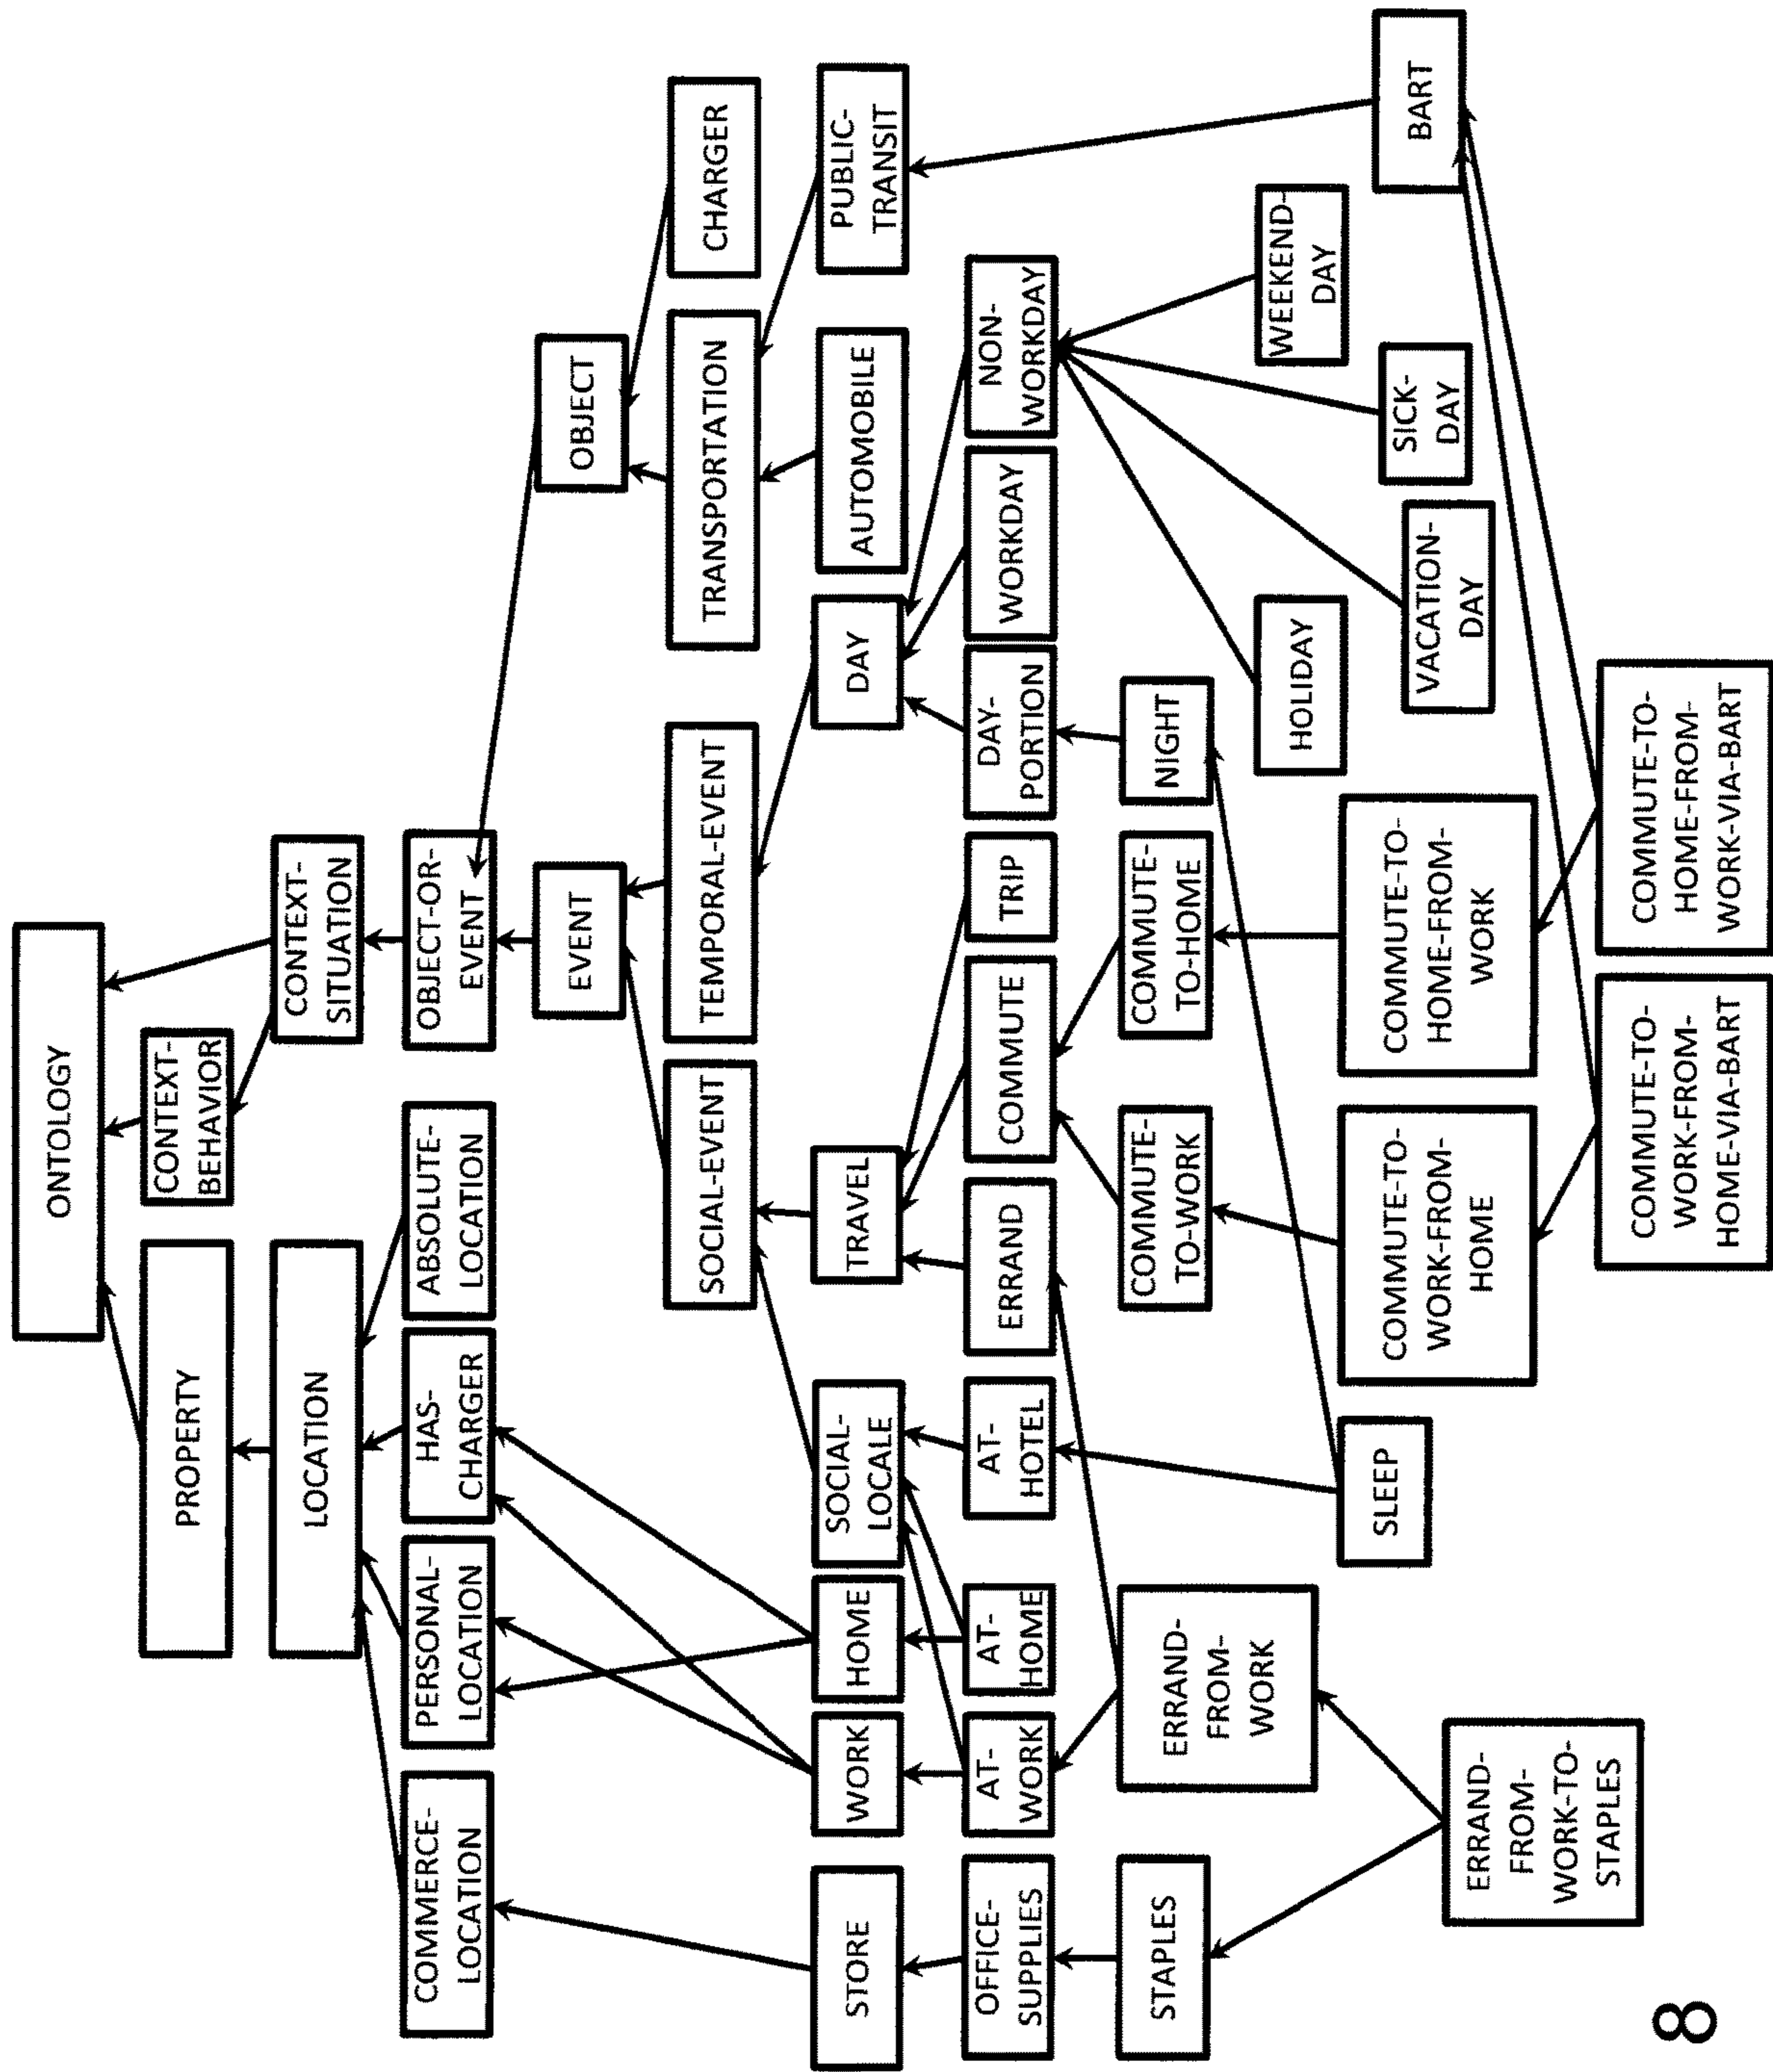 ONTOLOGY
PROPERTY
CONTEXT-
BEHAVIOR
LOCATION
CONTEXT-
SITUATION
COMMERCE-
LOCATION
PERSONAL-
LOCATION
HAS-
CHARGER
ABSOLUTE-
LOCATION
OBJECT-OR-
EVENT
EVENT
OBJECT
SOCIAL-EVENT
TEMPORAL-EVENT
TRANSPORTATION
CHARGER
STORE
WORK
HOME
SOCIAL-
LOCALE
TRAVEL
DAY
AUTOMOBILE
PUBLIC-
TRANSIT
OFFICE-
SUPPLIES
AT-
WORK
AT-
HOME
AT-
HOTEL
ERRAND
COMMUTE
TRIP
DAY-
PORTION
WORKDAY
NON-
WORKDAY
STAPLES
ERRAND-
FROM-
WORK
COMMUTE-
TO-WORK
COMMUTE-
TO-HOME
NIGHT
HOLIDAY
WEEKEND-
DAY
SLEEP
COMMUTE-TO-
WORK-FROM-
HOME
COMMUTE-TO-
HOME-FROM-
WORK
VACATION-
DAY
SICK-
DAY
BART
ERRAND-
FROM-
WORK-TO-
STAPLES
COMMUTE-TO-
WORK-FROM-
HOME-VIA-BART
COMMUTE-TO-
HOME-FROM-
WORK-VIA-BART
8